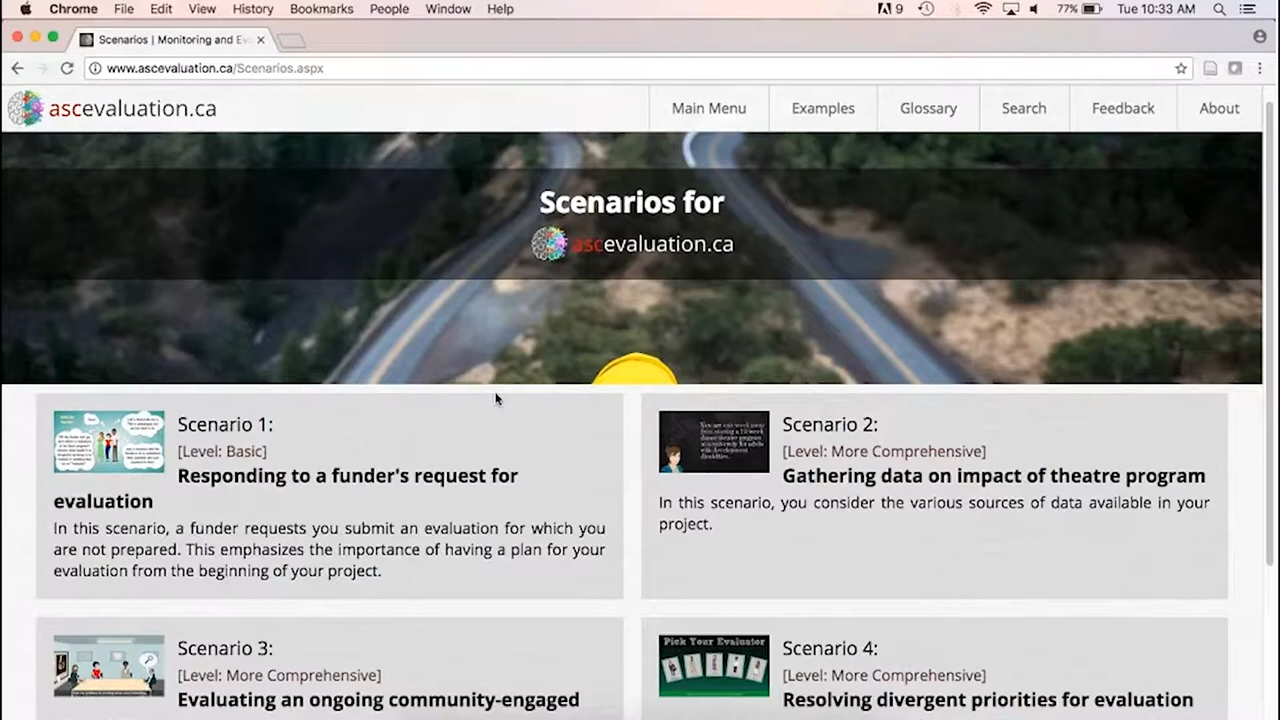 Chrome File Edit View History Bookmarks People Window Help 9 77% Tue 10:33 AM
Scenarios | Monitoring and Ev
www.ascevaluation.ca/Scenarios.aspx
ascevaluation.ca Main Menu Examples Glossary Search Feedback About
Scenarios for
ascevaluation.ca
Scenario 1:
[Level: Basic]
Responding to a funder's request for
evaluation
In this scenario, a funder requests you submit an evaluation for which you
are not prepared. This emphasizes the importance of having a plan for your
evaluation from the beginning of your project.
Scenario 2:
[Level: More Comprehensive]
Gathering data on impact of theatre program
In this scenario, you consider the various sources of data available in your
project.
Scenario 3:
[Level: More Comprehensive]
Evaluating an ongoing community-engaged
Pick Your Evaluator
Scenario 4:
[Level: More Comprehensive]
Resolving divergent priorities for evaluation